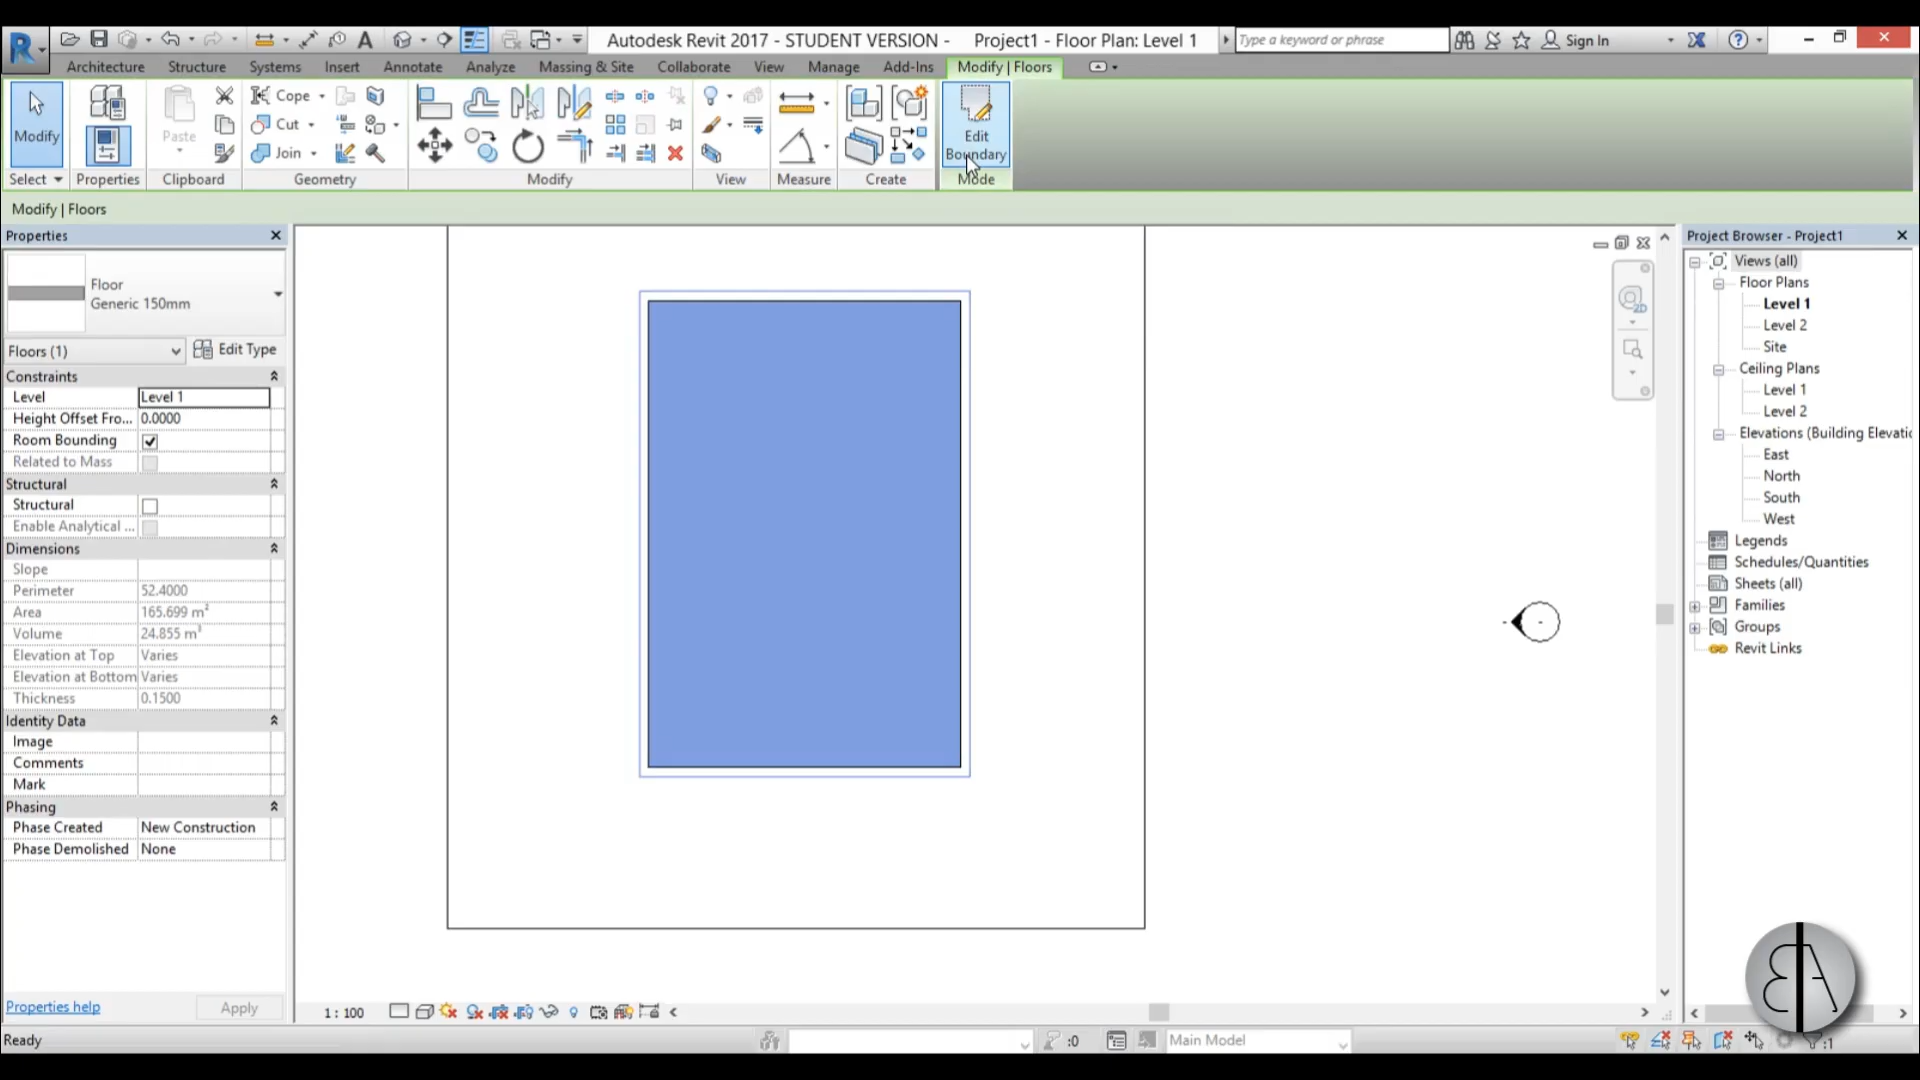 Autodesk Revit 2017 - STUDENT VERSION - Project1 - Floor Plan: Level 1
Type a keyword or phrase
Sign In
Architecture Structure Systems Insert Annotate Analyze Massing & Site Collaborate View Manage Add-Ins Modify | Floors
Modify
Paste
Cope
Cut
Join
Edit
Boundary
Select Properties Clipboard Geometry Modify View Measure Create Mode
Modify | Floors
Properties
Floor
Generic 150mm
Floors (1) Edit Type
Constraints
Level Level 1
Height Offset Fro... 0.0000
Room Bounding
Related to Mass
Structural
Structural
Enable Analytical ...
Dimensions
Slope
Perimeter 52.4000
Area 165.699 m²
Volume 24.855 m³
Elevation at Top Varies
Elevation at Bottom Varies
Thickness 0.1500
Identity Data
Image
Comments
Mark
Phasing
Phase Created New Construction
Phase Demolished None
Properties help Apply
2D
Project Browser - Project1
Views (all)
Floor Plans
Level 1
Level 2
Site
Ceiling Plans
Level 1
Level 2
Elevations (Building Elevatio
East
North
South
West
Legends
Schedules/Quantities
Sheets (all)
Families
Groups
Revit Links
1 : 100
Ready
:0
Main Model
:1